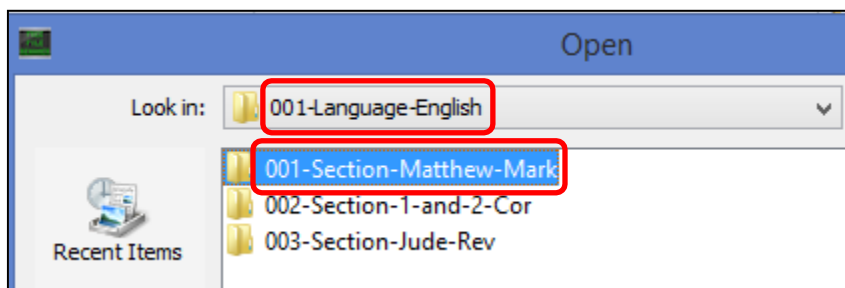 Open
Look in: 001-Language-English
001-Section-Matthew-Mark
002-Section-1-and-2-Cor
003-Section-Jude-Rev
Recent Items